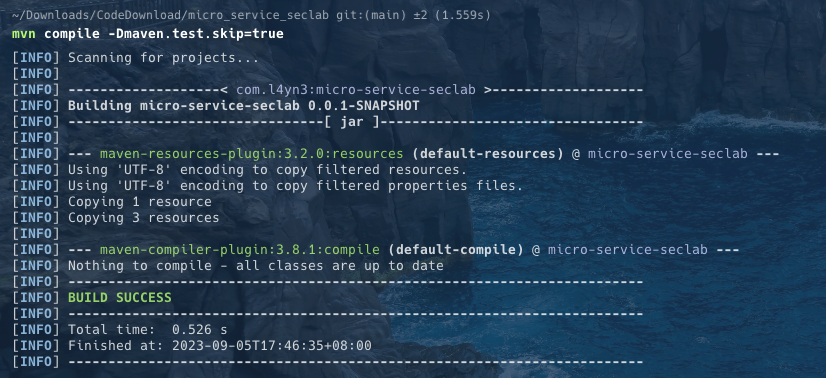 ~/Downloads/CodeDownload/micro_service_seclab git:(main) ±2 (1.559s)
mvn compile -Dmaven.test.skip=true
[INFO] Scanning for projects...
[INFO]
[INFO] -------------------< com.l4yn3:micro-service-seclab >-------------------
[INFO] Building micro-service-seclab 0.0.1-SNAPSHOT
[INFO] --------------------------------[ jar ]---------------------------------
[INFO]
[INFO] --- maven-resources-plugin:3.2.0:resources (default-resources) @ micro-service-seclab ---
[INFO] Using 'UTF-8' encoding to copy filtered resources.
[INFO] Using 'UTF-8' encoding to copy filtered properties files.
[INFO] Copying 1 resource
[INFO] Copying 3 resources
[INFO]
[INFO] --- maven-compiler-plugin:3.8.1:compile (default-compile) @ micro-service-seclab ---
[INFO] Nothing to compile - all classes are up to date
[INFO] ------------------------------------------------------------------------
[INFO] BUILD SUCCESS
[INFO] ------------------------------------------------------------------------
[INFO] Total time:  0.526 s
[INFO] Finished at: 2023-09-05T17:46:35+08:00
[INFO] ------------------------------------------------------------------------